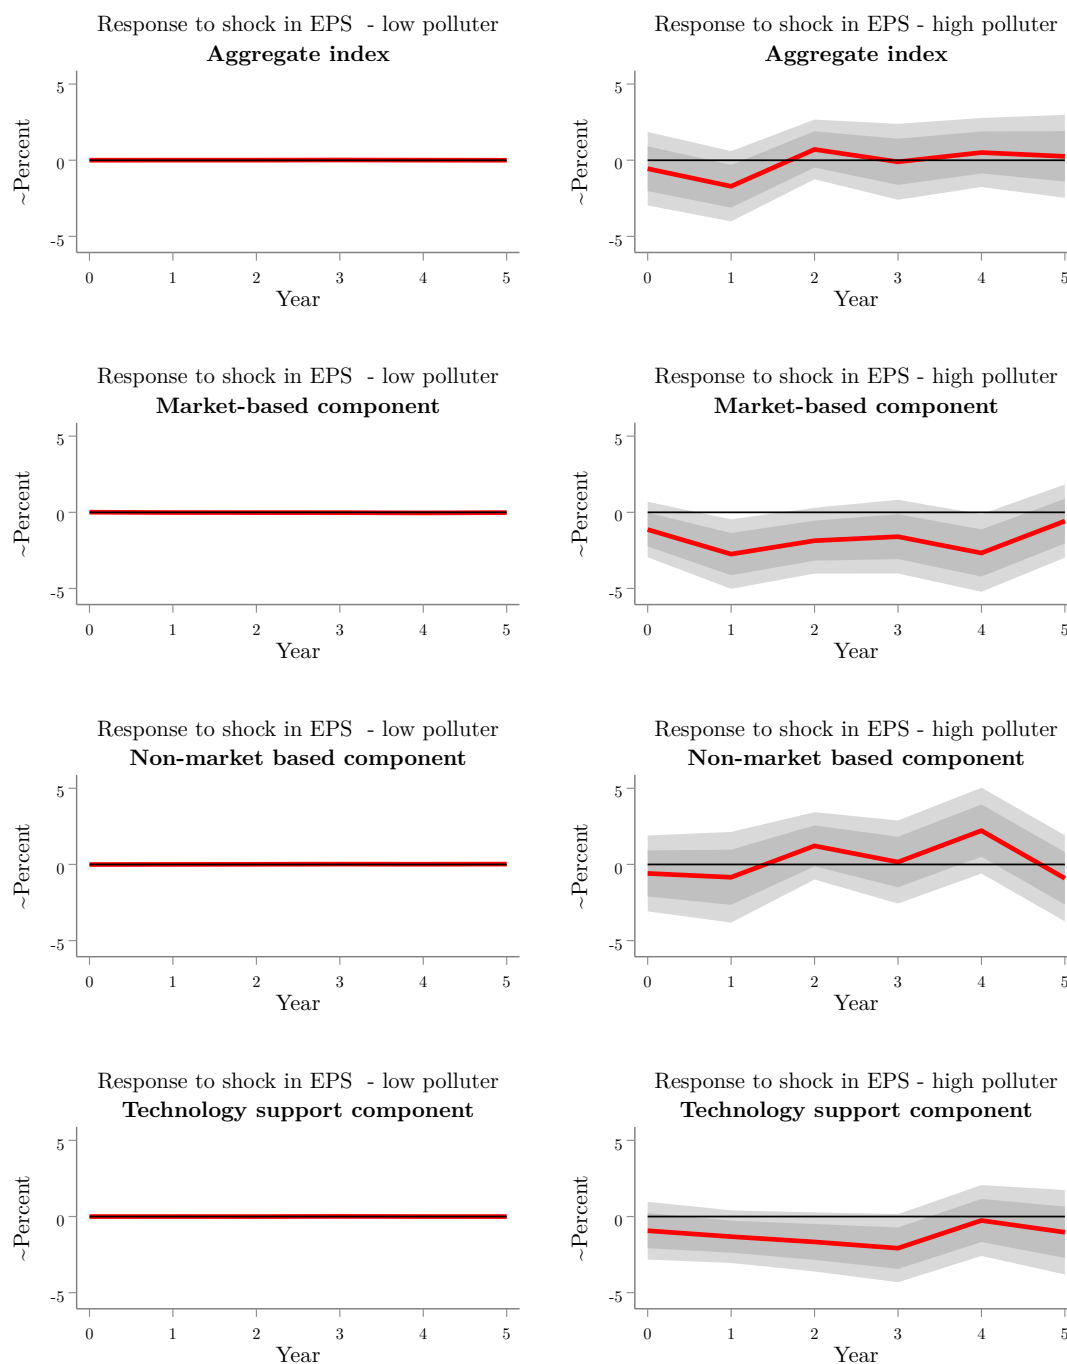 Response to shock in EPS - low polluter
Aggregate index
5
0
-5
~Percent
0 1 2 3 4 5
Year
Response to shock in EPS - high polluter
Aggregate index
5
0
-5
~Percent
0 1 2 3 4 5
Year
Response to shock in EPS - low polluter
Market-based component
5
0
-5
~Percent
0 1 2 3 4 5
Year
Response to shock in EPS - high polluter
Market-based component
5
0
-5
~Percent
0 1 2 3 4 5
Year
Response to shock in EPS - low polluter
Non-market based component
5
0
-5
~Percent
0 1 2 3 4 5
Year
Response to shock in EPS - high polluter
Non-market based component
5
0
-5
~Percent
0 1 2 3 4 5
Year
Response to shock in EPS - low polluter
Technology support component
5
0
-5
~Percent
0 1 2 3 4 5
Year
Response to shock in EPS - high polluter
Technology support component
5
0
-5
~Percent
0 1 2 3 4 5
Year